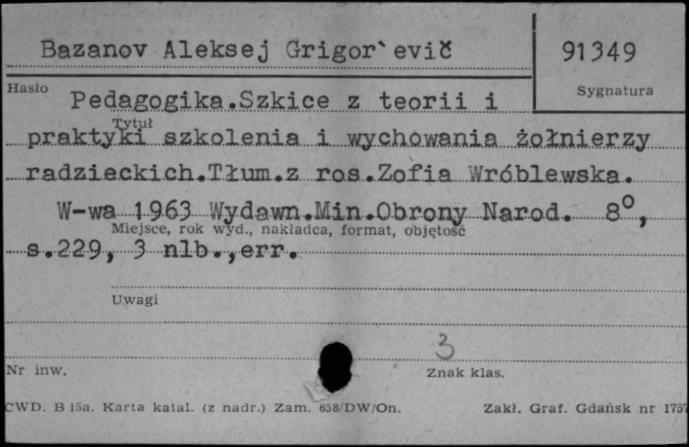 Bazanov Aleksej Grigor`evič
91349
Hasło
Sygnatura
Pedagogika.Szkice z teorii i
Tytuł
praktyki szkolenia i wychowania żołnierzy
radzieckich.Tłum.z ros.Zofia Wróblewska.
W-wa 1963 Wydawn.Min.Obrony Narod. 8°,
Miejsce, rok wyd., nakładca, format, objętość
s.229, 3 nlb.,err.
Uwagi
3
Nr inw.
Znak klas.
CWD. B 15a. Karta katal. (z nadr.) Zam. 658/DW/On.
Zakł. Graf. Gdańsk nr 1757